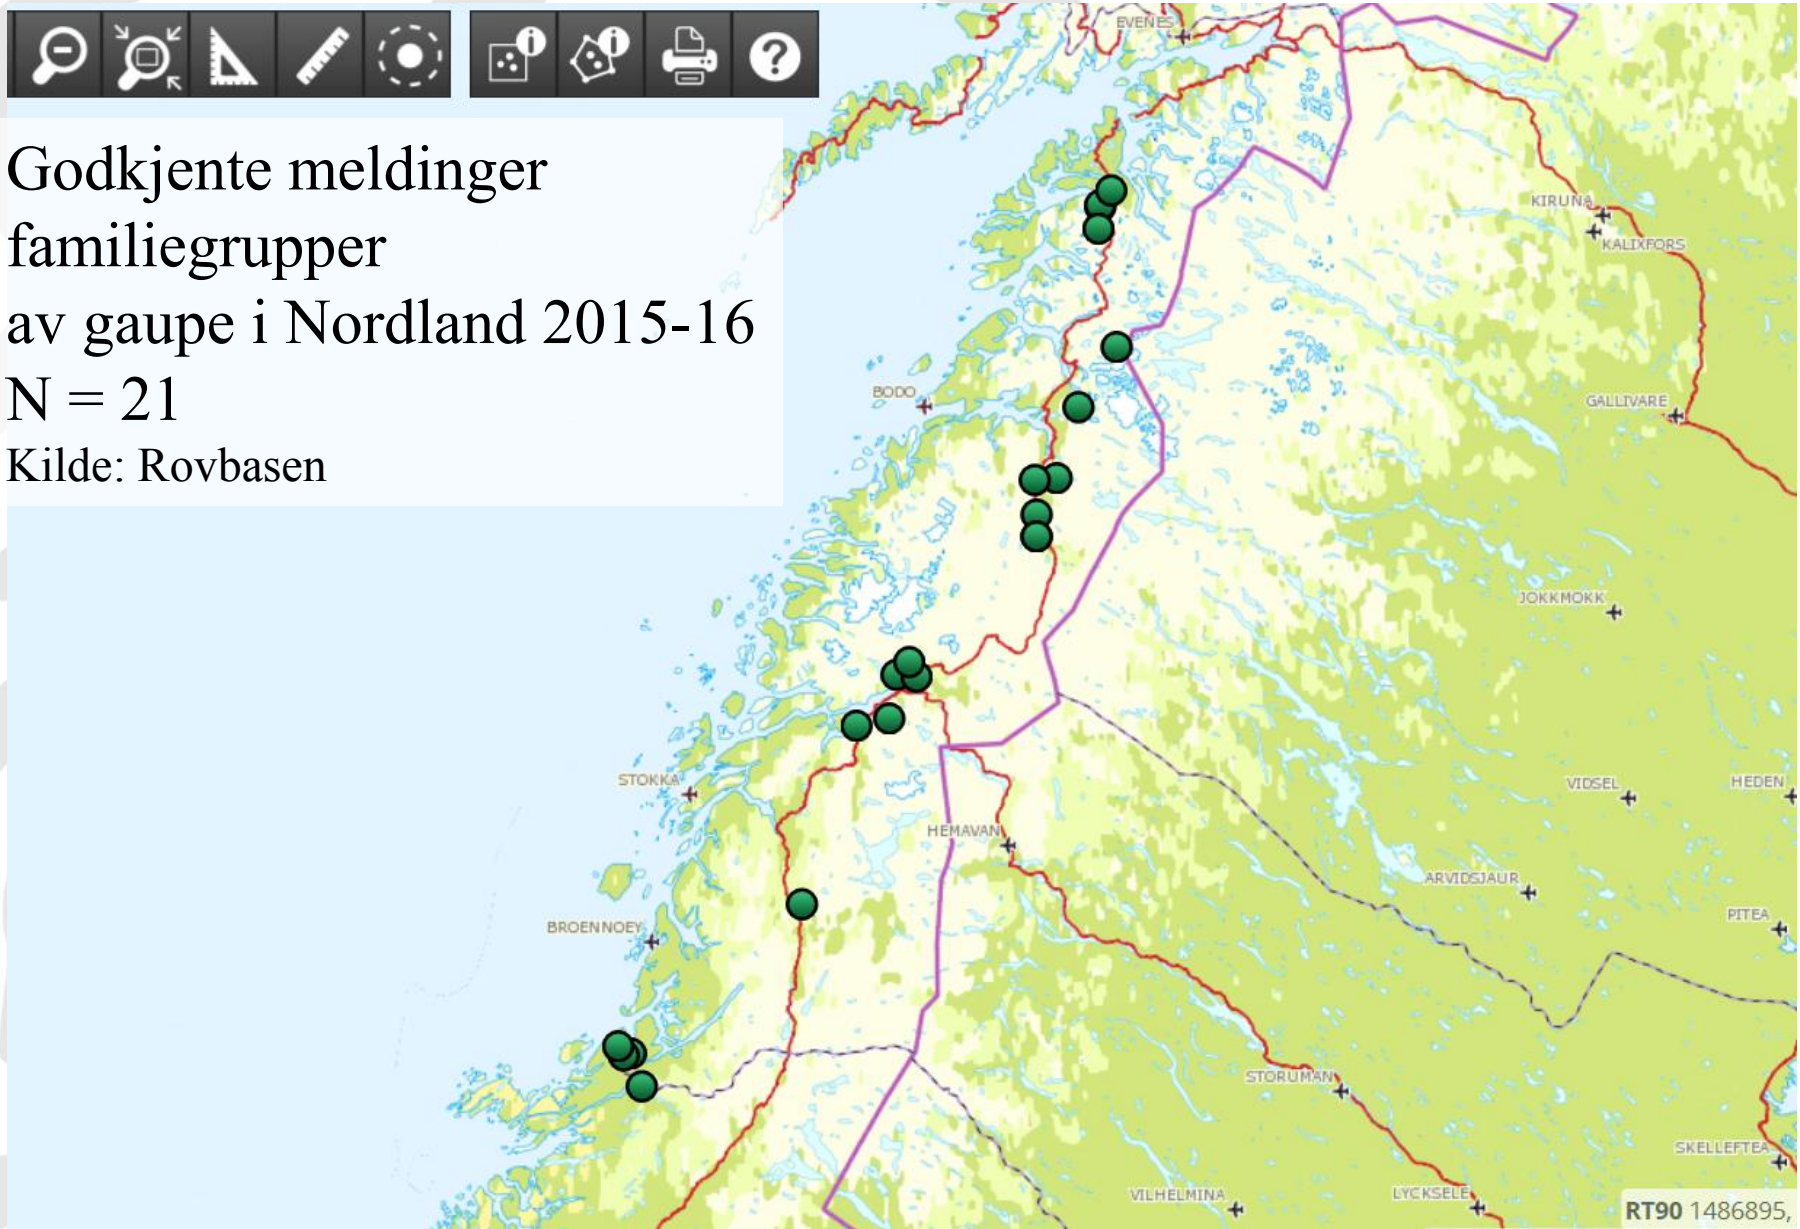 Godkjente meldinger
familiegrupper
av gaupe i Nordland 2015-16
N = 21
Kilde: Rovbasen
EVENES
KIRUNA
KALIXFORS
BODO
GALLIVARE
JOKKMOKK
STOKKA
VIDSEL
HEDEN
HEMAVAN
ARVIDSJAUR
PITEA
BROENNOEY
STORUMAN
SKELLEFTEA
VILHELMINA
LYCKSELE
RT90 1486895,